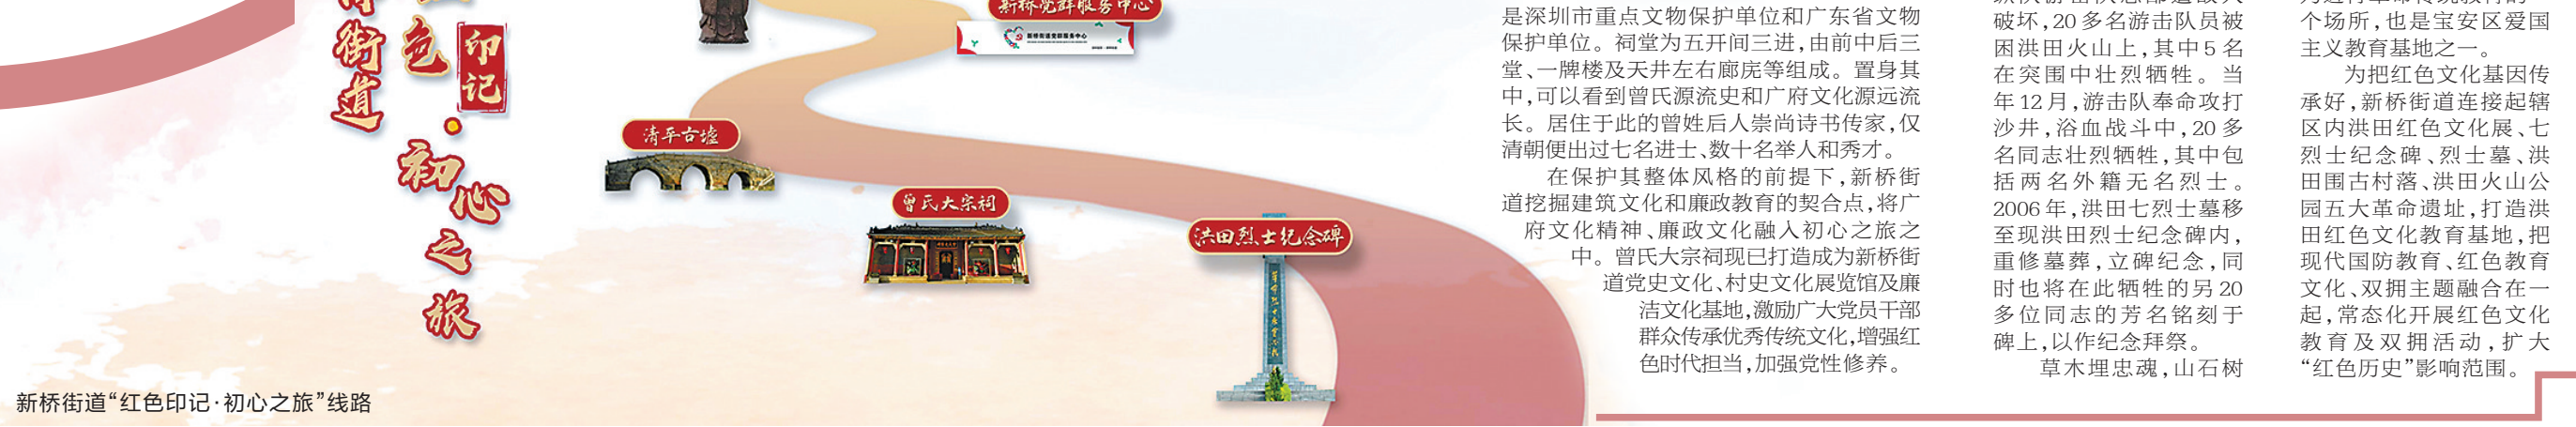 街道
色
印记
·初心之旅
新桥党群服务中心
新桥街道党群服务中心
清平古墟
曾氏大宗祠
洪田烈士纪念碑
新桥街道“红色印记·初心之旅”线路
是深圳市重点文物保护单位和广东省文物
保护单位。祠堂为五开间三进,由前中后三
堂、一牌楼及天井左右廊庑等组成。置身其
中,可以看到曾氏源流史和广府文化源远流
长。居住于此的曾姓后人崇尚诗书传家,仅
清朝便出过七名进士、数十名举人和秀才。
在保护其整体风格的前提下,新桥街
道挖掘建筑文化和廉政教育的契合点,将广
府文化精神、廉政文化融入初心之旅之
中。曾氏大宗祠现已打造成为新桥街
道党史文化、村史文化展览馆及廉
洁文化基地,激励广大党员干部
群众传承优秀传统文化,增强红
色时代担当,加强党性修养。
破坏,20多名游击队员被
困洪田火山上,其中5名
在突围中壮烈牺牲。当
年12月,游击队奉命攻打
沙井,浴血战斗中,20多
名同志壮烈牺牲,其中包
括两名外籍无名烈士。
2006年,洪田七烈士墓移
至现洪田烈士纪念碑内,
重修墓葬,立碑纪念,同
时也将在此牺牲的另20
多位同志的芳名铭刻于
碑上,以作纪念拜祭。
草木埋忠魂,山石树
个场所,也是宝安区爱国
主义教育基地之一。
为把红色文化基因传
承好,新桥街道连接起辖
区内洪田红色文化展、七
烈士纪念碑、烈士墓、洪
田围古村落、洪田火山公
园五大革命遗址,打造洪
田红色文化教育基地,把
现代国防教育、红色教育
文化、双拥主题融合在一
起,常态化开展红色文化
教育及双拥活动,扩大
“红色历史”影响范围。